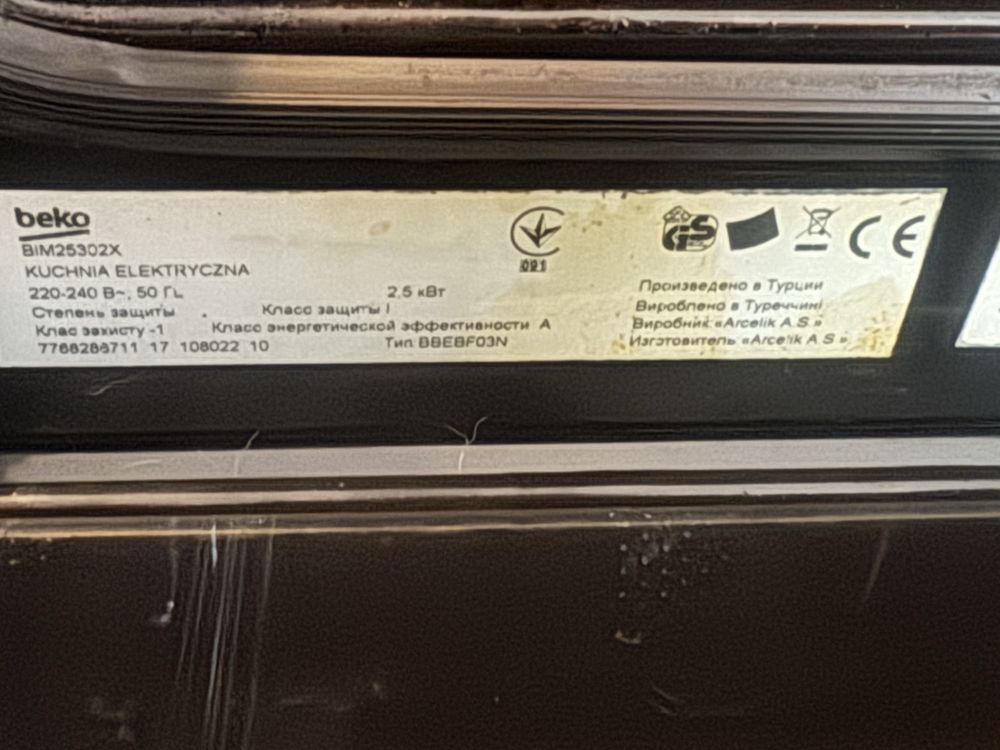 beko
BIM25302X
KUCHNIA ELEKTRYCZNA
220-240 В~, 50 Гц 2.5 кВт
Степень защиты Класс защиты I
Клас захисту -1 Класс энергетической эффективности A
7768286711 17 108022 10 Тип BBEBF03N
091
GS
CE
Произведено в Турции
Вироблено в Туреччині
Виробник «Arcelik A.S.»
Изготовитель «Arcelik A.S.»